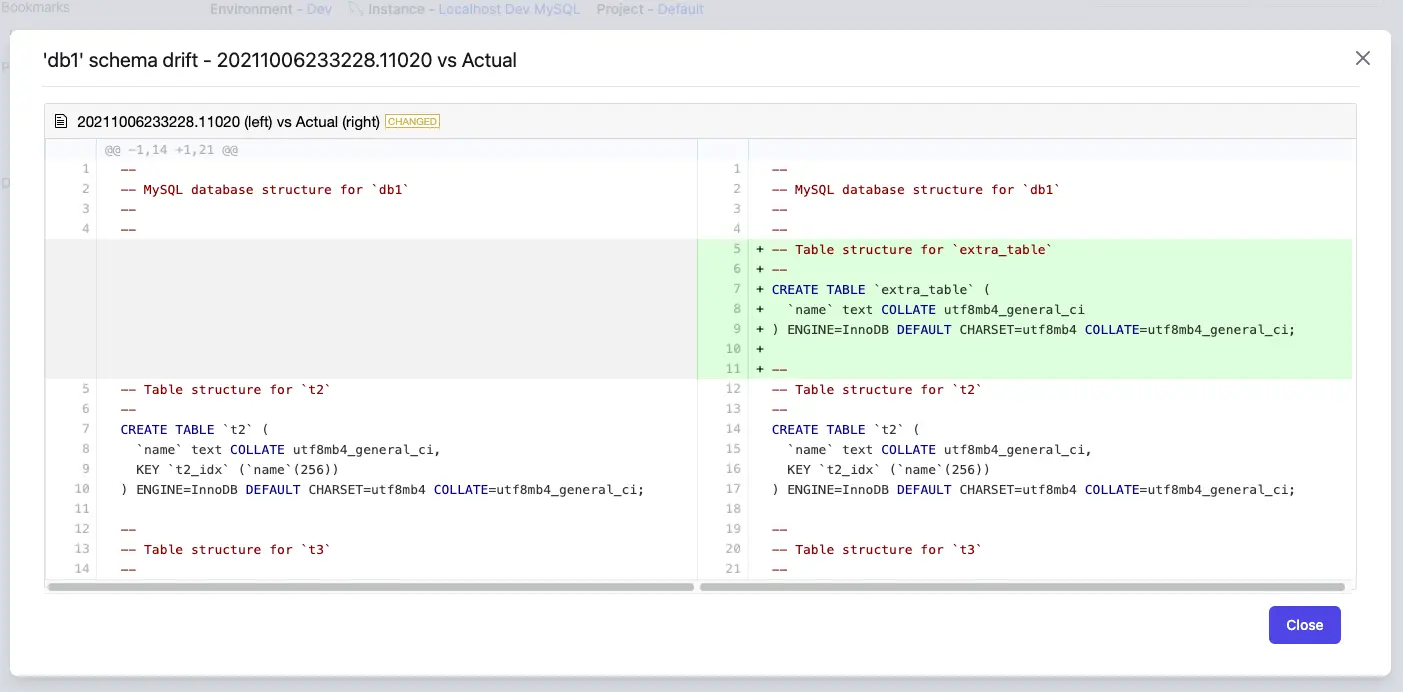 Bookmarks
Environment - Dev Instance - Localhost Dev MySQL Project - Default
'db1' schema drift - 20211006233228.11020 vs Actual
20211006233228.11020 (left) vs Actual (right) CHANGED
@@ -1,14 +1,21 @@
1 --
2 -- MySQL database structure for `db1`
3 --
4 --
5 -- Table structure for `t2`
6 --
7 CREATE TABLE `t2` (
8 `name` text COLLATE utf8mb4_general_ci,
9 KEY `t2_idx` (`name`(256))
10 ) ENGINE=InnoDB DEFAULT CHARSET=utf8mb4 COLLATE=utf8mb4_general_ci;
11
12 --
13 -- Table structure for `t3`
14 --
1 --
2 -- MySQL database structure for `db1`
3 --
4 --
5 + -- Table structure for `extra_table`
6 + --
7 + CREATE TABLE `extra_table` (
8 + `name` text COLLATE utf8mb4_general_ci
9 + ) ENGINE=InnoDB DEFAULT CHARSET=utf8mb4 COLLATE=utf8mb4_general_ci;
10 +
11 + --
12 -- Table structure for `t2`
13 --
14 CREATE TABLE `t2` (
15 `name` text COLLATE utf8mb4_general_ci,
16 KEY `t2_idx` (`name`(256))
17 ) ENGINE=InnoDB DEFAULT CHARSET=utf8mb4 COLLATE=utf8mb4_general_ci;
18
19 --
20 -- Table structure for `t3`
21 --
Close